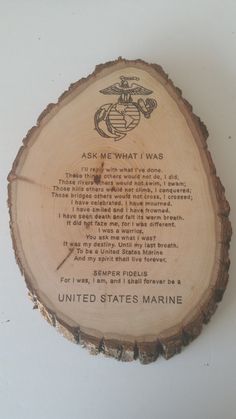 ASK ME WHAT I WAS
I'll reply with what I've done.
Those things others would not do, I did;
Those rivers others would not swim, I swam;
Those hills others would not climb, I conquered;
Those bridges others would not cross, I crossed;
I have celebrated, I have mourned,
I have smiled and I have frowned.
I have seen death and felt its warm breath.
It did not faze me, for I was different.
I was a warrior.
You ask me what I was?
It was my destiny. Until my last breath.
To be a United States Marine
And my spirit shall live forever.
SEMPER FIDELIS
For I was, I am, and I shall forever be a
UNITED STATES MARINE